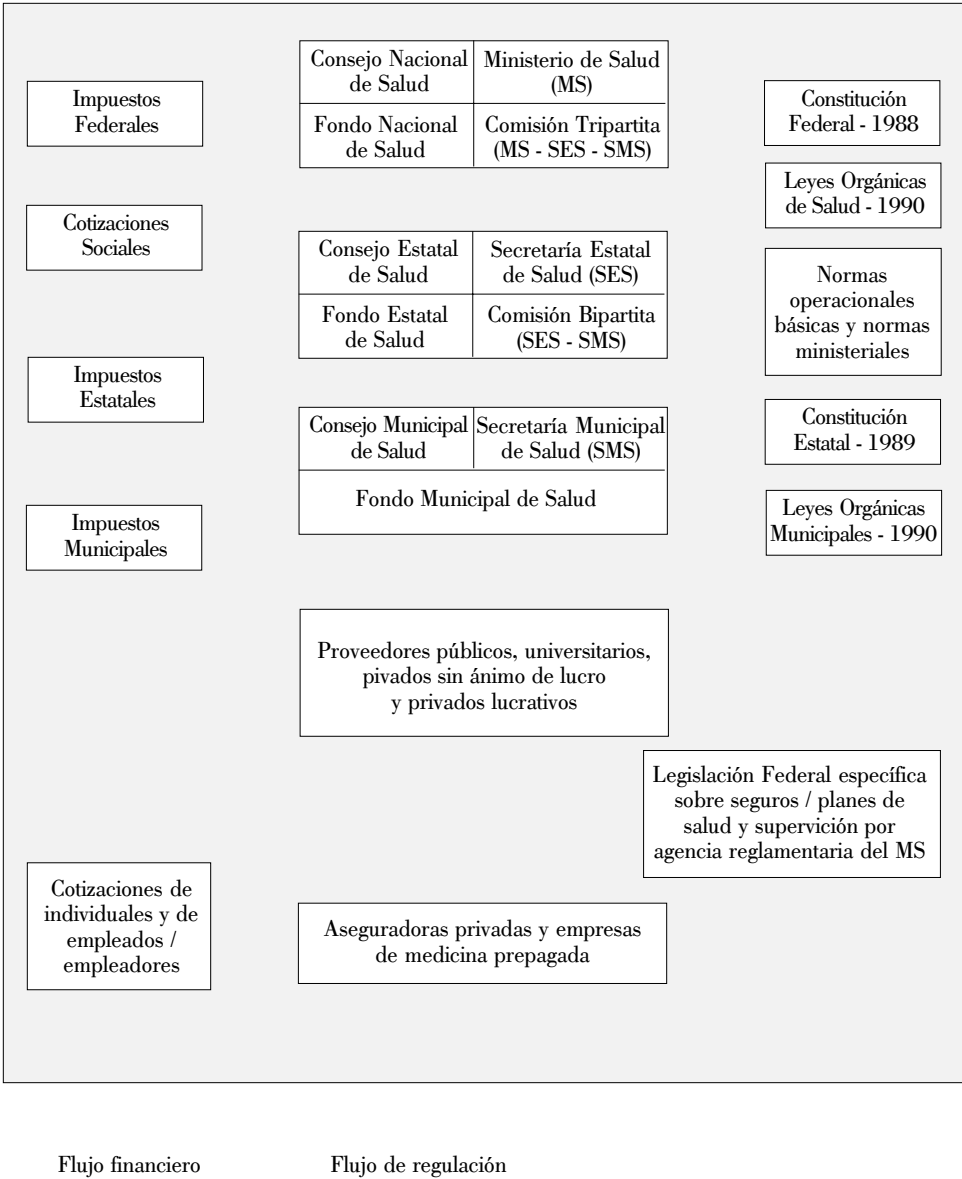 Impuestos
Federales
Cotizaciones
Sociales
Impuestos
Estatales
Impuestos
Municipales
Cotizaciones de
individuales y de
empleados /
empleadores
Consejo Nacional
de Salud
Ministerio de Salud
(MS)
Fondo Nacional
de Salud
Comisión Tripartita
(MS - SES - SMS)
Consejo Estatal
de Salud
Secretaría Estatal
de Salud (SES)
Fondo Estatal
de Salud
Comisión Bipartita
(SES - SMS)
Consejo Municipal
de Salud
Secretaría Municipal
de Salud (SMS)
Fondo Municipal de Salud
Proveedores públicos, universitarios,
pivados sin ánimo de lucro
y privados lucrativos
Aseguradoras privadas y empresas
de medicina prepagada
Constitución
Federal - 1988
Leyes Orgánicas
de Salud - 1990
Normas
operacionales
básicas y normas
ministeriales
Constitución
Estatal - 1989
Leyes Orgánicas
Municipales - 1990
Legislación Federal específica
sobre seguros / planes de
salud y supervición por
agencia reglamentaria del MS
Flujo financiero
Flujo de regulación